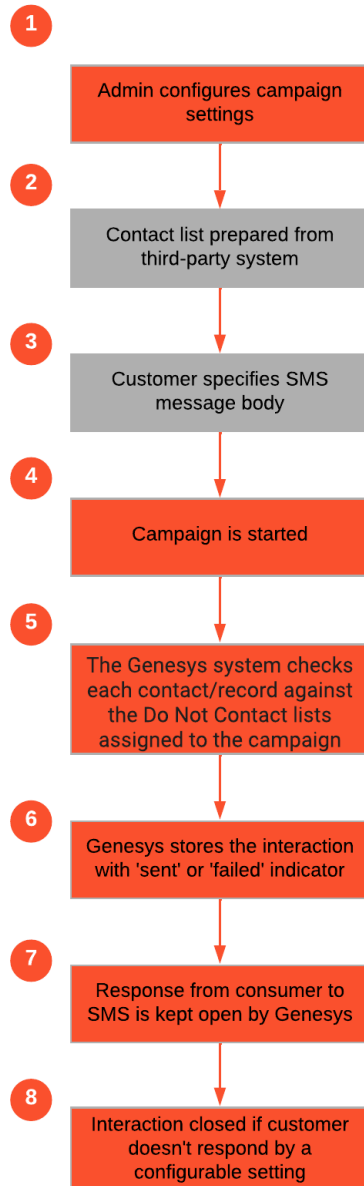 1
Admin configures campaign
settings
2
Contact list prepared from
third-party system
3
Customer specifies SMS
message body
4
Campaign is started
5
The Genesys system checks
each contact/record against
the Do Not Contact lists
assigned to the campaign
6
Genesys stores the interaction
with 'sent' or 'failed' indicator
7
Response from consumer to
SMS is kept open by Genesys
8
Interaction closed if customer
doesn't respond by a
configurable setting